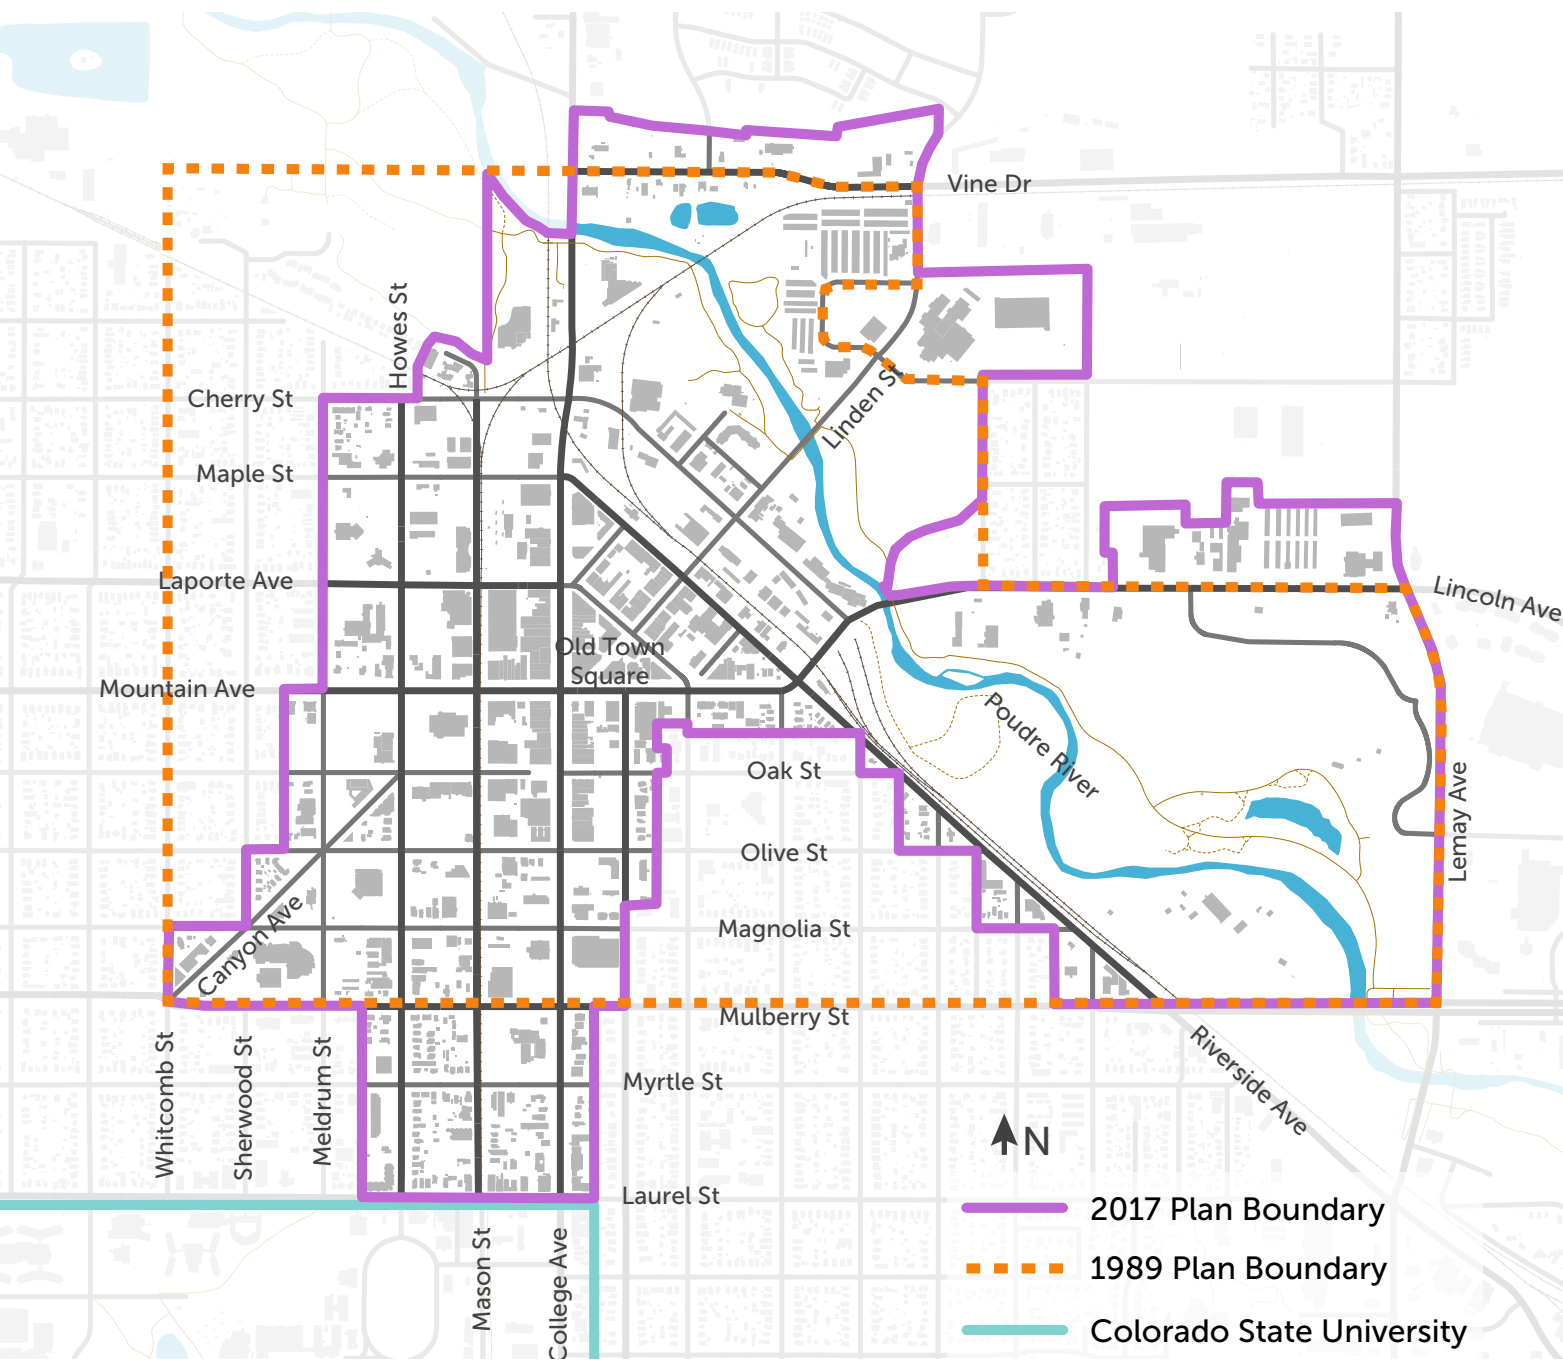 Vine Dr
Howes St
Cherry St
Linden St
Maple St
Laporte Ave
Lincoln Ave
Old Town
Square
Mountain Ave
Poudre River
Oak St
Lemay Ave
Olive St
Canyon Ave
Magnolia St
Mulberry St
Whitcomb St
Sherwood St
Meldrum St
Myrtle St
Riverside Ave
N
Laurel St
Mason St
College Ave
2017 Plan Boundary
1989 Plan Boundary
Colorado State University